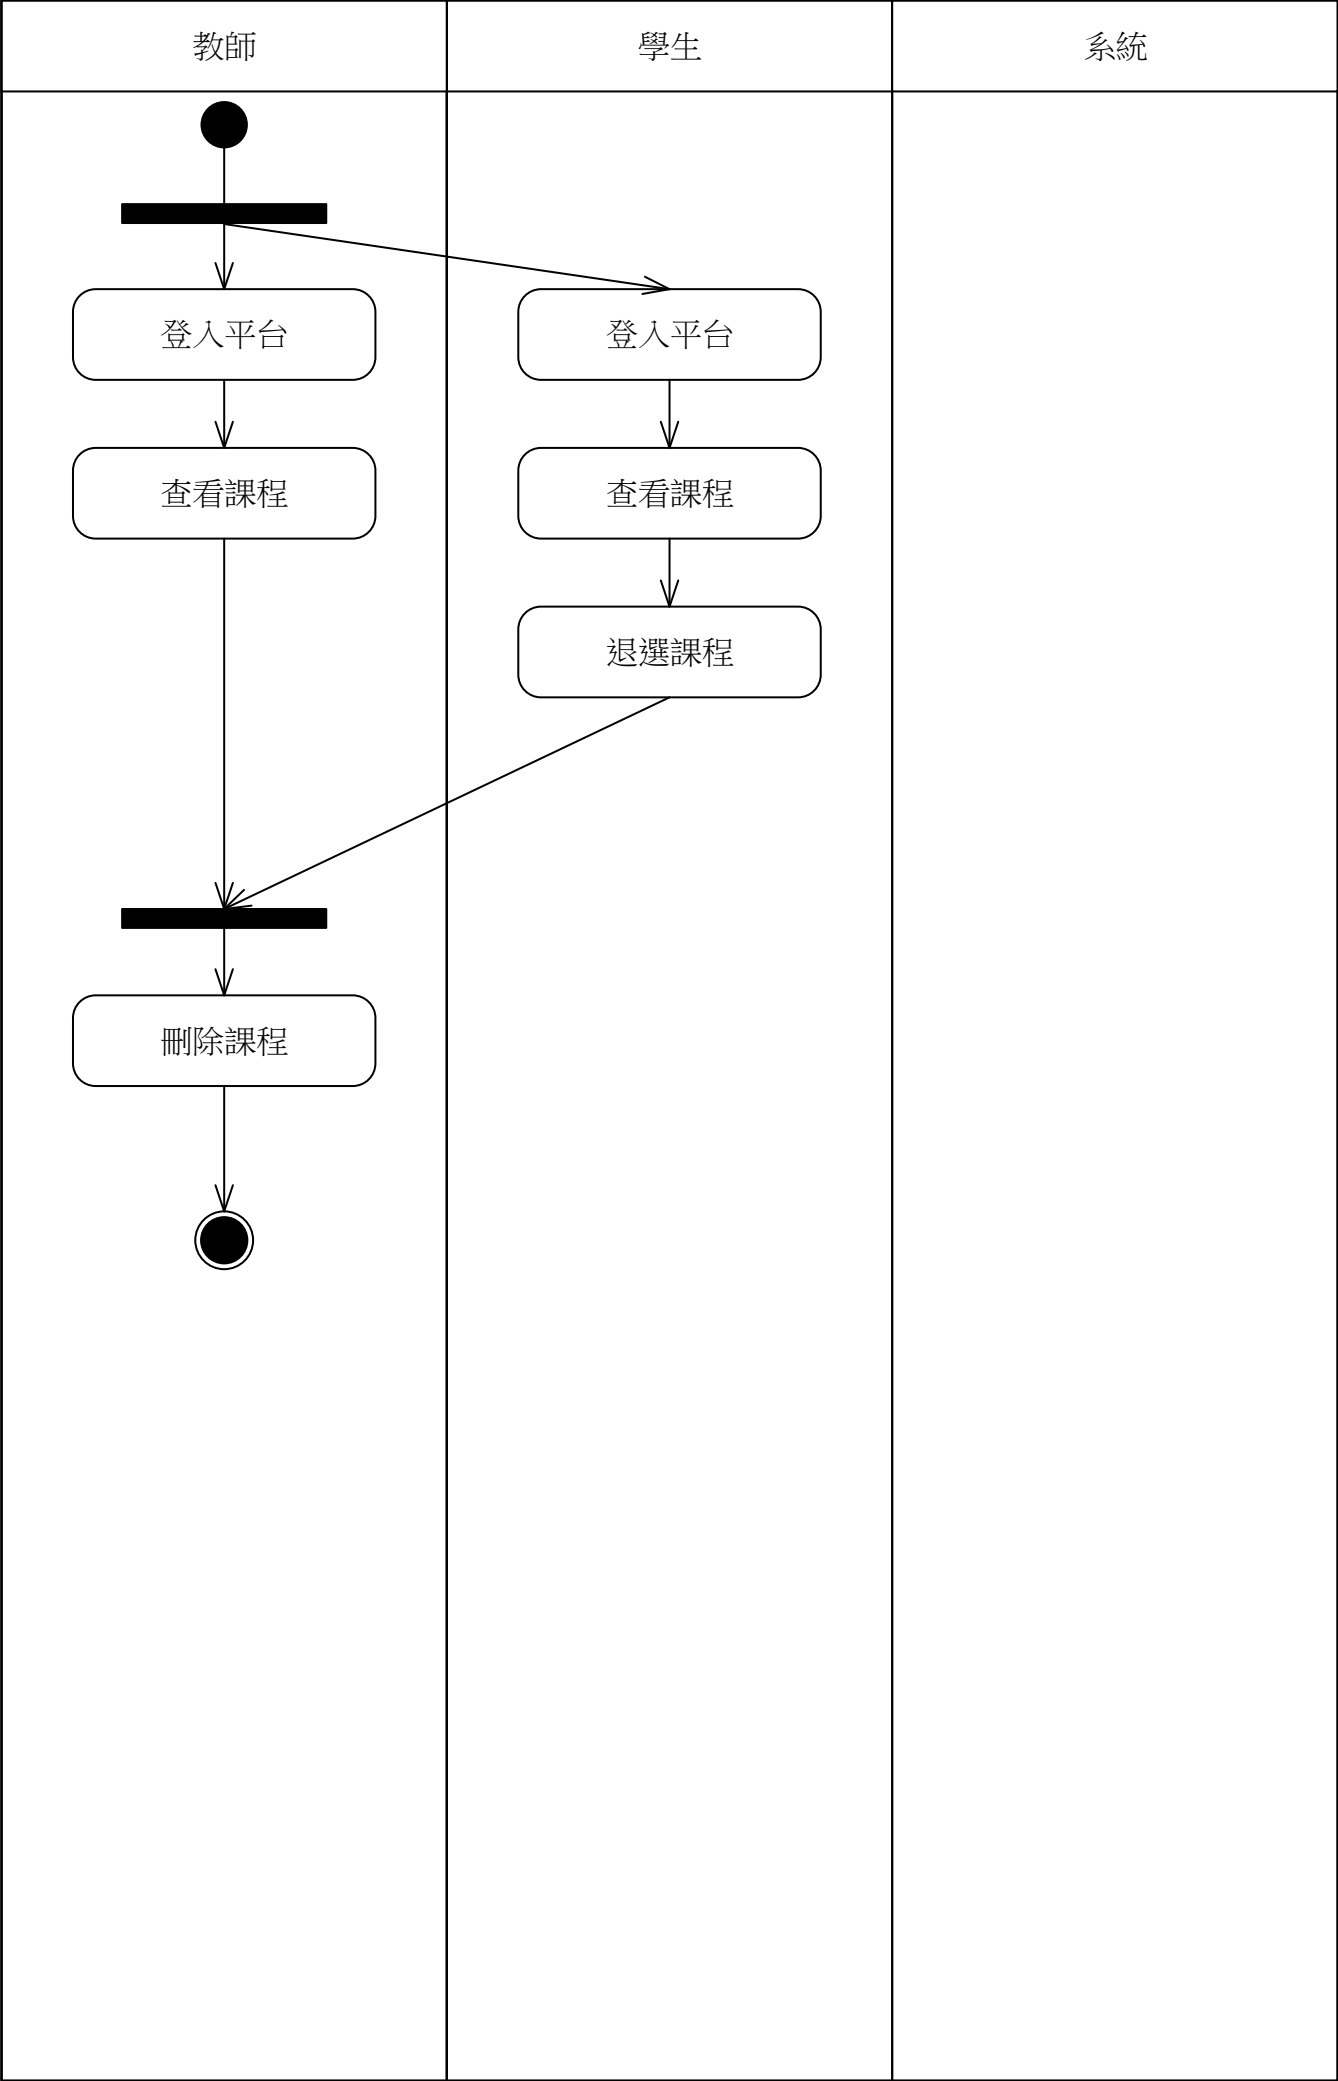 教師
學生
系統
登入平台
登入平台
查看課程
查看課程
退選課程
刪除課程